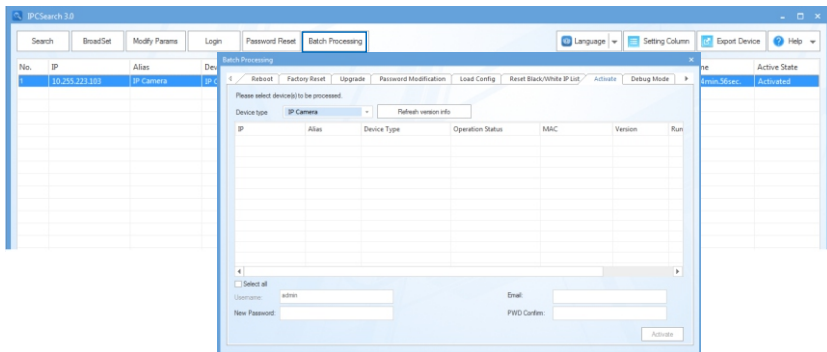 IPCSearch 3.0
Search BroadSet Modify Params Login Password Reset Batch Processing Language Setting Column Export Device Help
No. IP Alias Active State
1 10.255.223.103 IP Camera 4min.56sec. Activated
Batch Processing
Reboot Factory Reset Upgrade Password Modification Load Config Reset Black/White IP List Activate Debug Mode
Please select device(s) to be processed.
Device type IP Camera Refresh version info
IP Alias Device Type Operation Status MAC Version Run
Select all
Username: admin Email:
New Password: PWD Confirm:
Activate